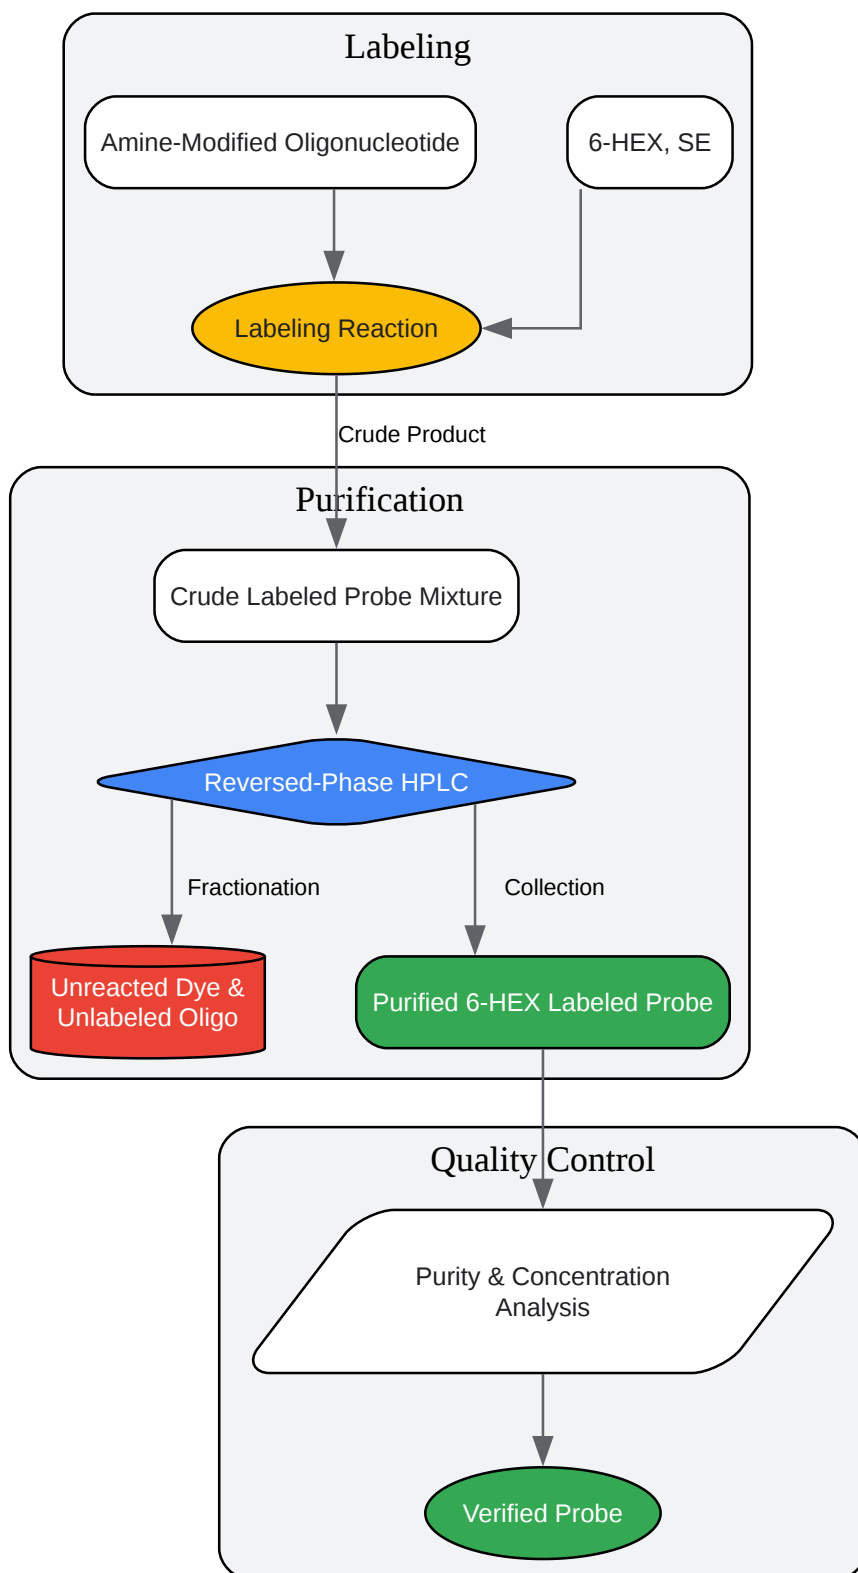 Labeling
Amine-Modified Oligonucleotide
6-HEX, SE
Labeling Reaction
Crude Product
Purification
Crude Labeled Probe Mixture
Reversed-Phase HPLC
Fractionation
Collection
Unreacted Dye &
Unlabeled Oligo
Purified 6-HEX Labeled Probe
Quality Control
Purity & Concentration
Analysis
Verified Probe